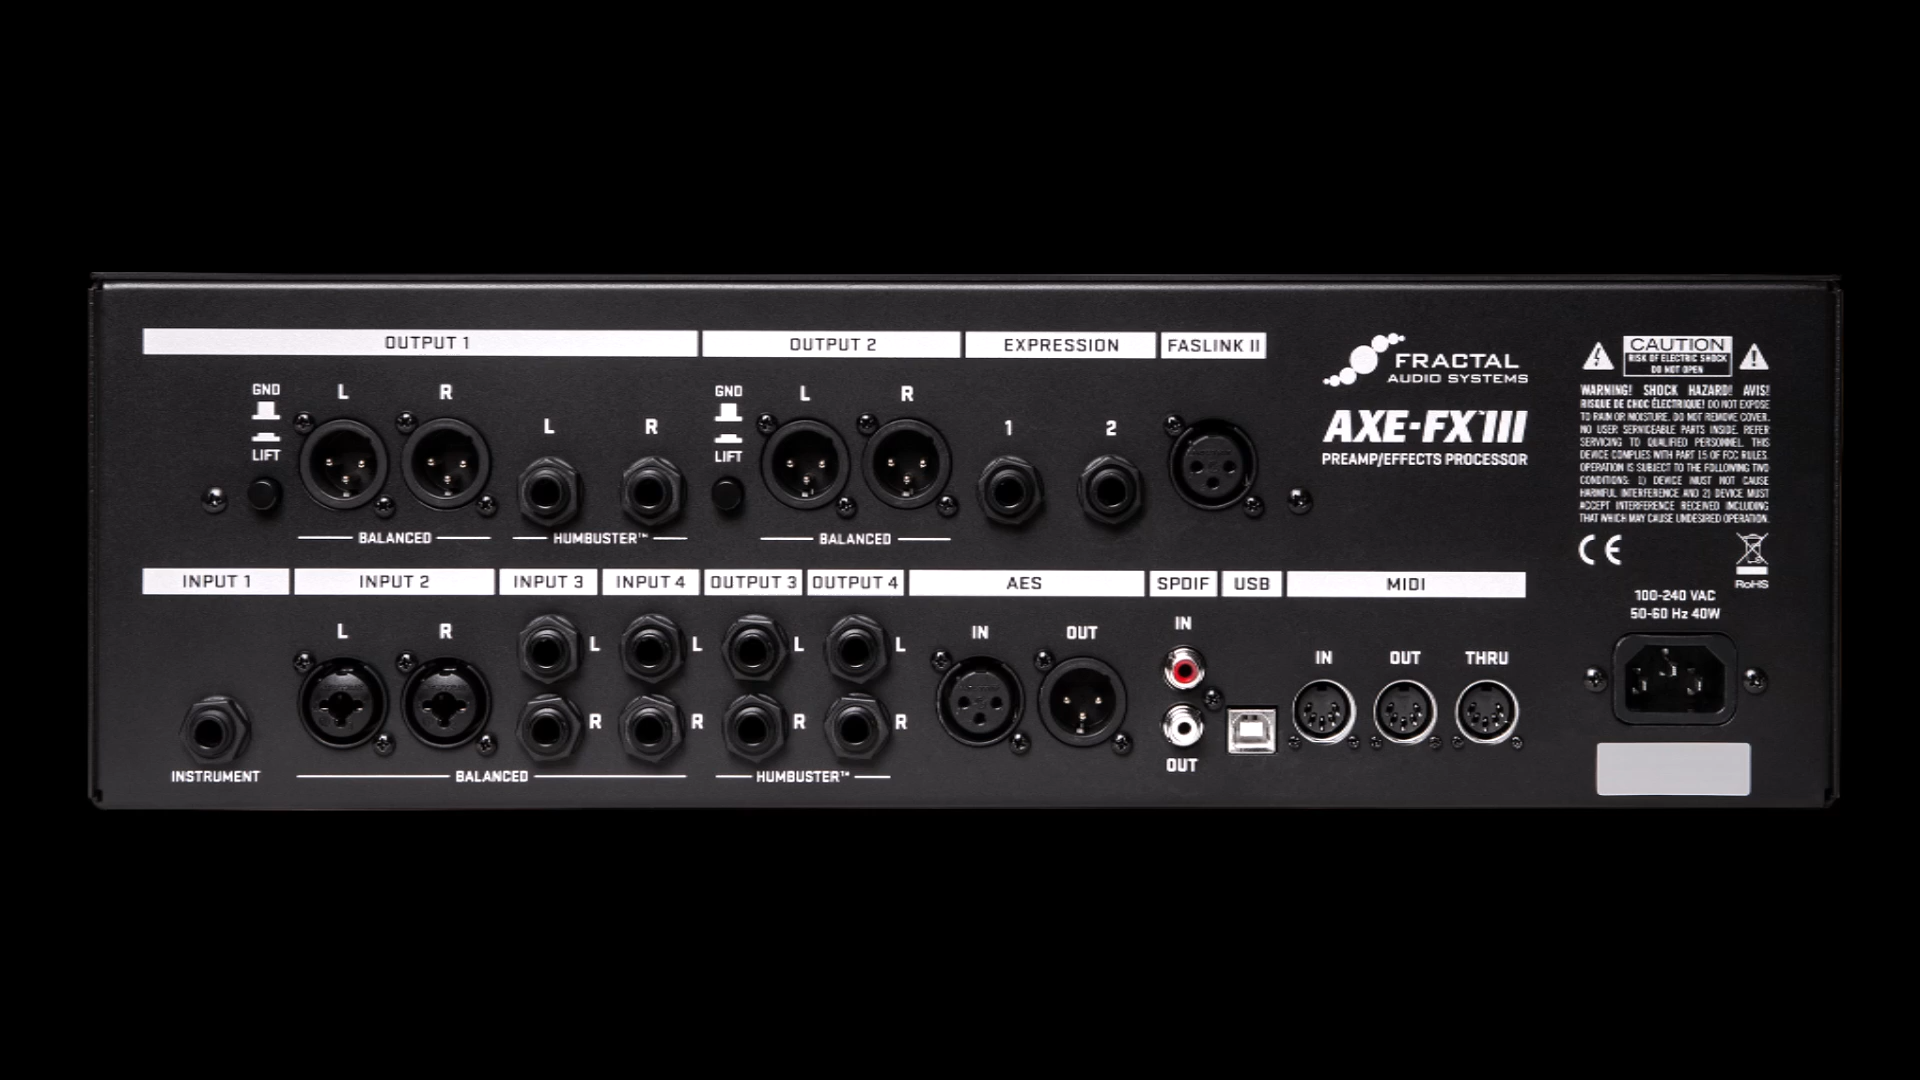 OUTPUT 1 OUTPUT 2 EXPRESSION FASLINK II
GND L R L R GND L R 1 2
LIFT LIFT
BALANCED HUMBUSTER™ BALANCED
FRACTAL
AUDIO SYSTEMS
AXE-FX™III
PREAMP/EFFECTS PROCESSOR
CAUTION
RISK OF ELECTRIC SHOCK
DO NOT OPEN
WARNING! SHOCK HAZARD! AVIS!
RISQUE DE CHOC ÉLECTRIQUE! DO NOT EXPOSE
TO RAIN OR MOISTURE. DO NOT REMOVE COVER.
NO USER SERVICEABLE PARTS INSIDE. REFER
SERVICING TO QUALIFIED PERSONNEL. THIS
DEVICE COMPLIES WITH PART 15 OF FCC RULES.
OPERATION IS SUBJECT TO THE FOLLOWING TWO
CONDITIONS: 1) DEVICE MUST NOT CAUSE
HARMFUL INTERFERENCE AND 2) DEVICE MUST
ACCEPT INTERFERENCE RECEIVED INCLUDING
THAT WHICH MAY CAUSE UNDESIRED OPERATION.
CE
RoHS
100-240 VAC
50-60 Hz 40W
INPUT 1 INPUT 2 INPUT 3 INPUT 4 OUTPUT 3 OUTPUT 4 AES SPDIF USB MIDI
L R L L L L IN OUT IN IN OUT THRU
R R R R
OUT
INSTRUMENT BALANCED HUMBUSTER™